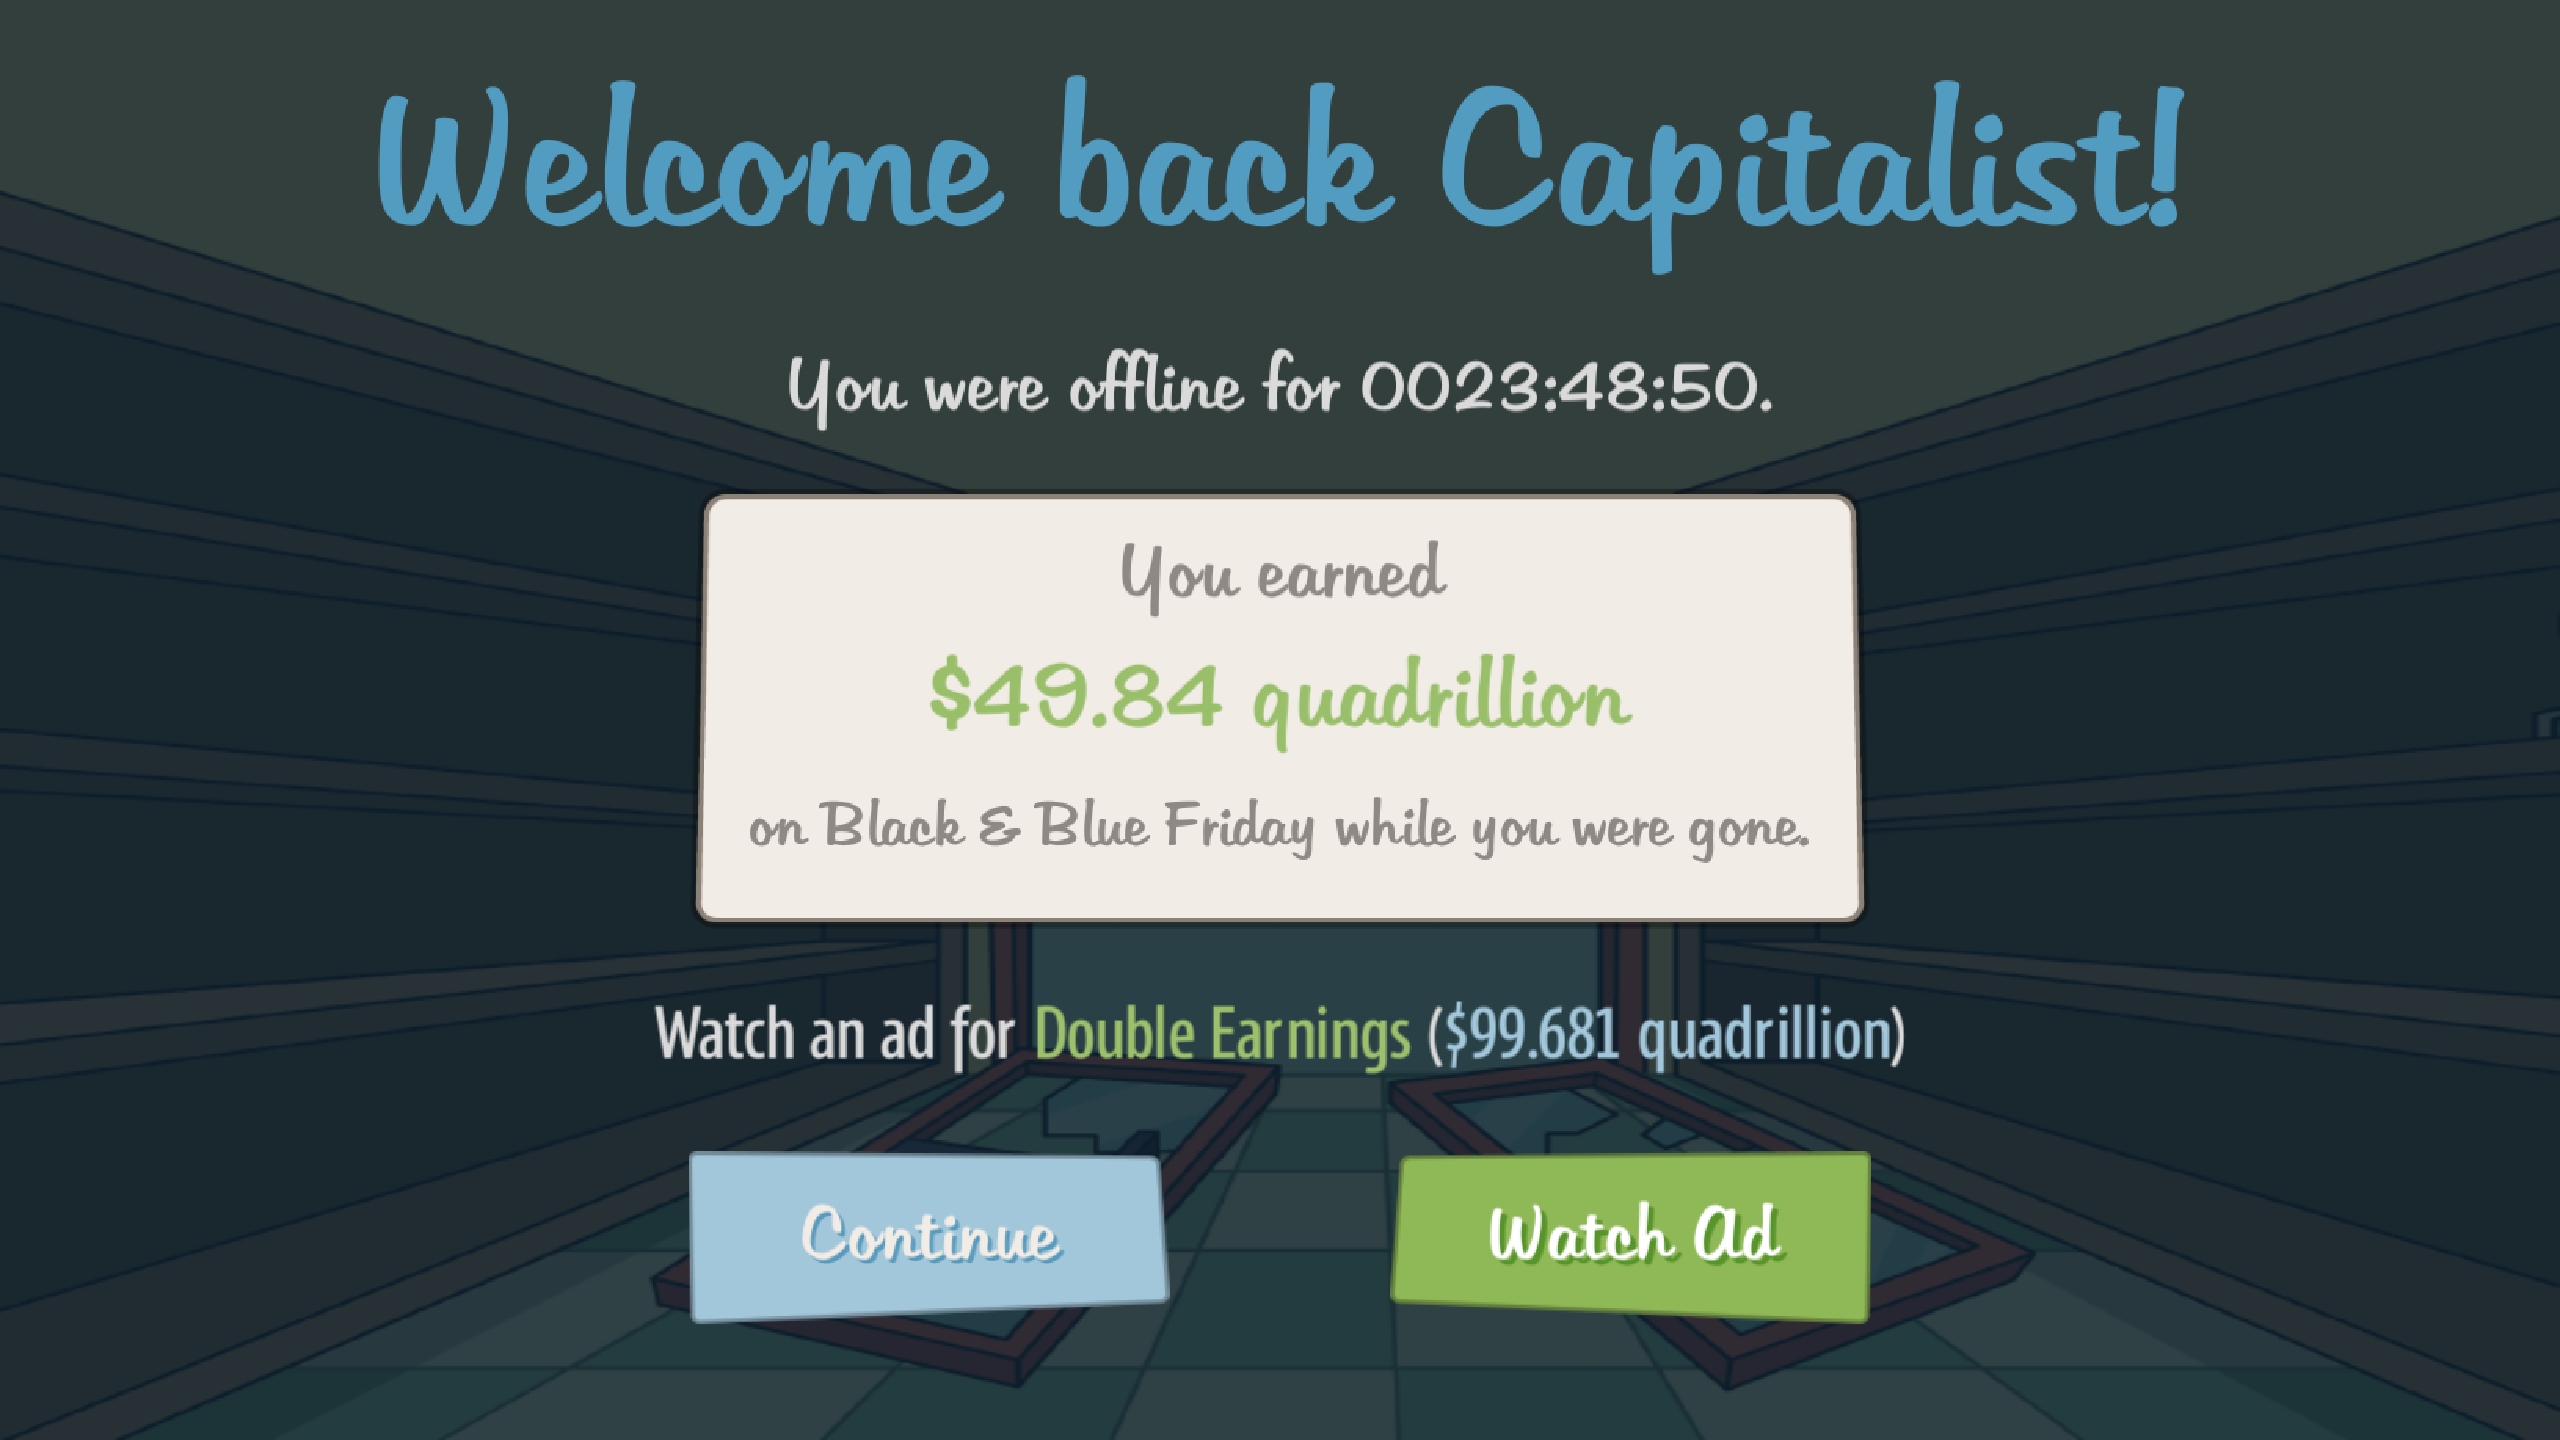 Welcome back Capitalist!
You were offline for 0023:48:50.
You earned
$49.84 quadrillion
on Black & Blue Friday while you were gone.
Watch an ad for Double Earnings ($99.681 quadrillion)
Continue
Watch Ad